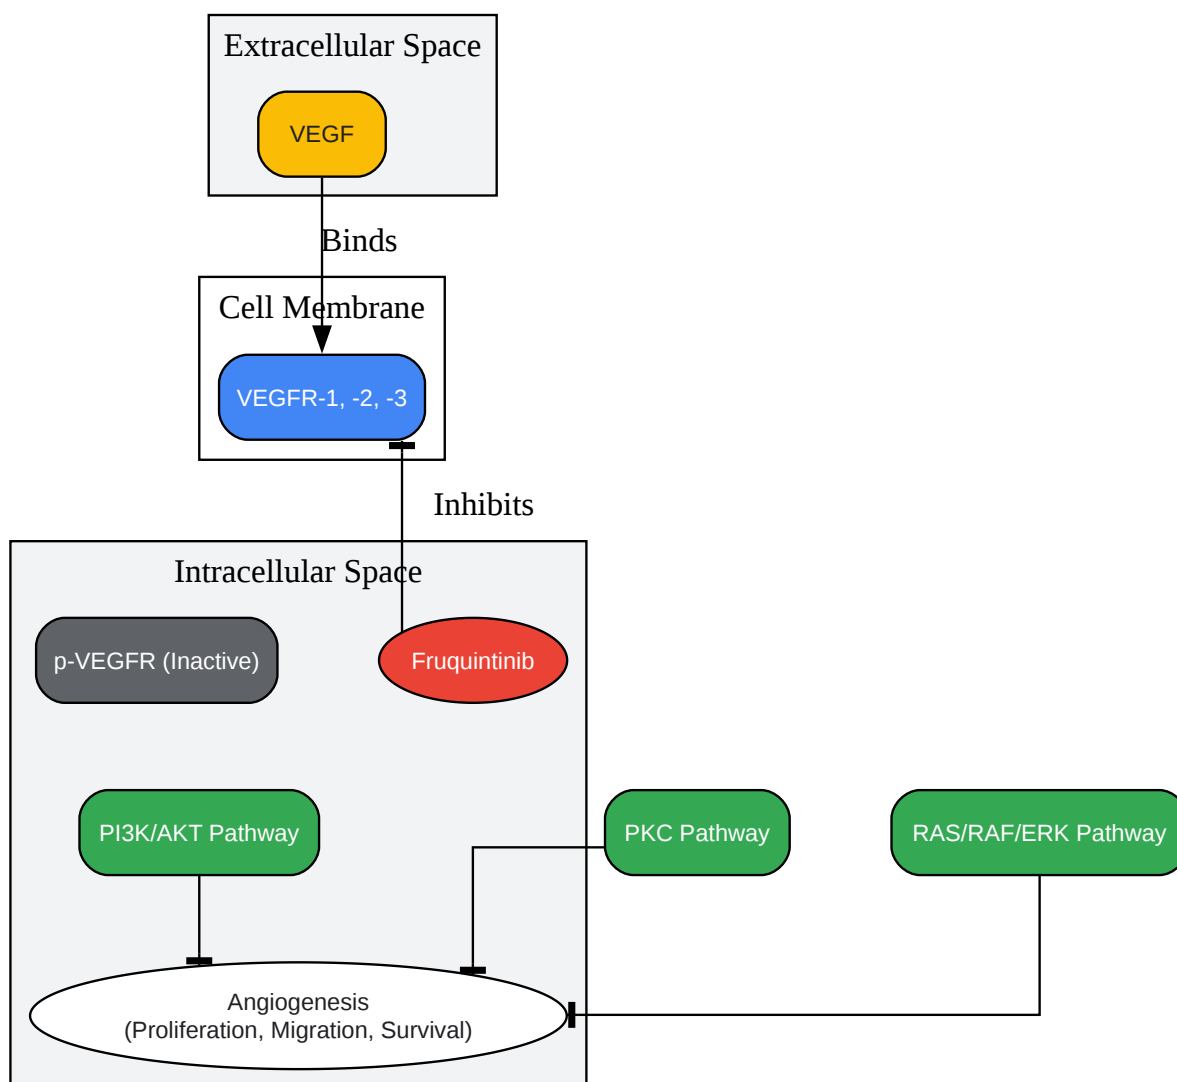 Extracellular Space
VEGF
Binds
Cell Membrane
VEGFR-1, -2, -3
Inhibits
Intracellular Space
p-VEGFR (Inactive)
Fruquintinib
PI3K/AKT Pathway
PKC Pathway
RAS/RAF/ERK Pathway
Angiogenesis
(Proliferation, Migration, Survival)